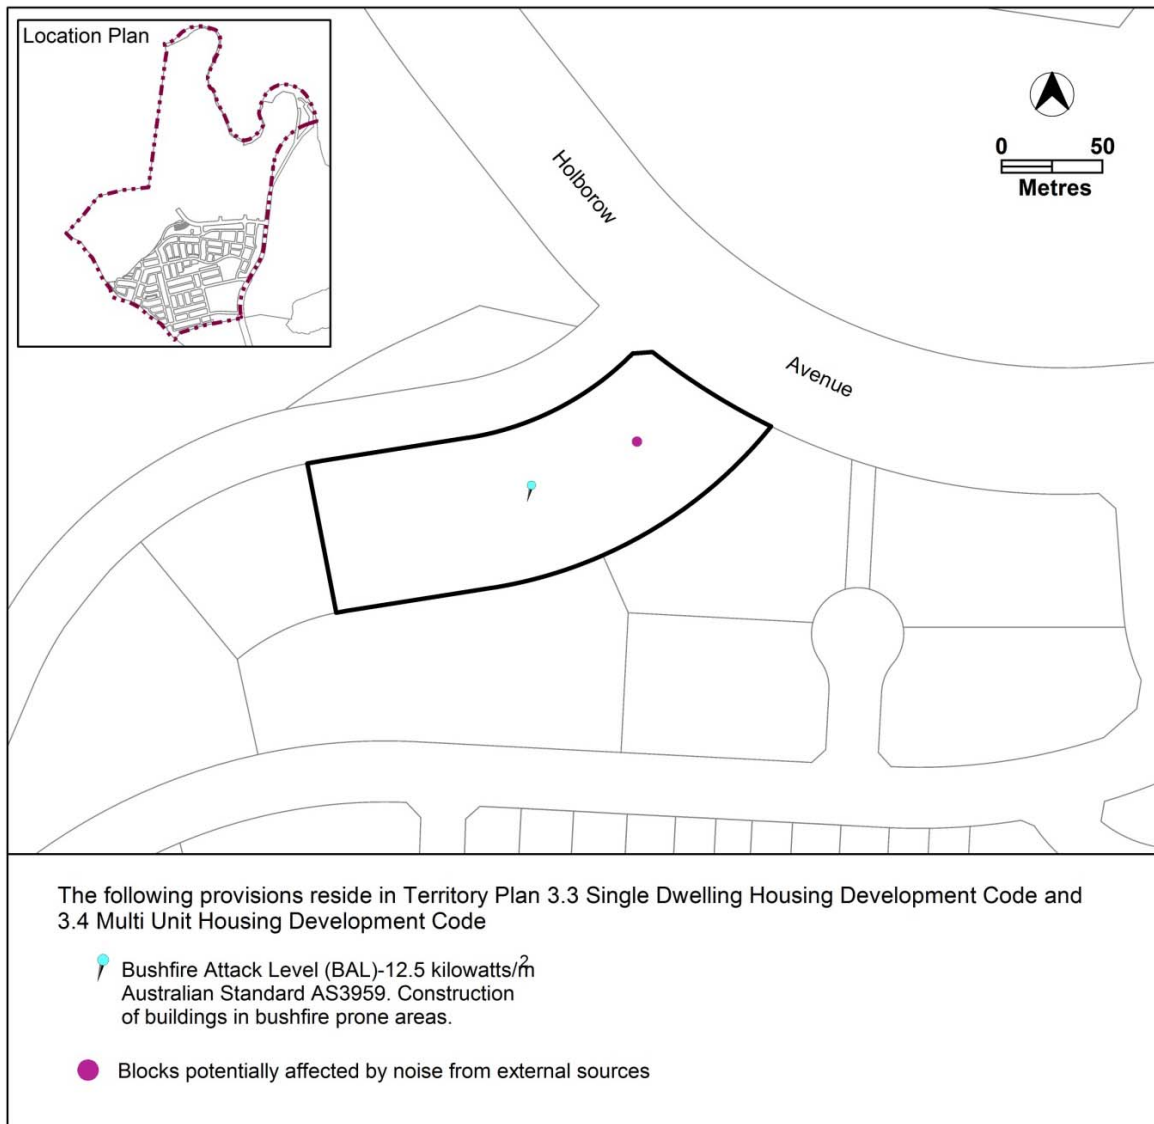 Location Plan
Holborow
0 50
Metres
Avenue
The following provisions reside in Territory Plan 3.3 Single Dwelling Housing Development Code and
3.4 Multi Unit Housing Development Code
Bushfire Attack Level (BAL)-12.5 kilowatts/m²
Australian Standard AS3959. Construction
of buildings in bushfire prone areas.
Blocks potentially affected by noise from external sources